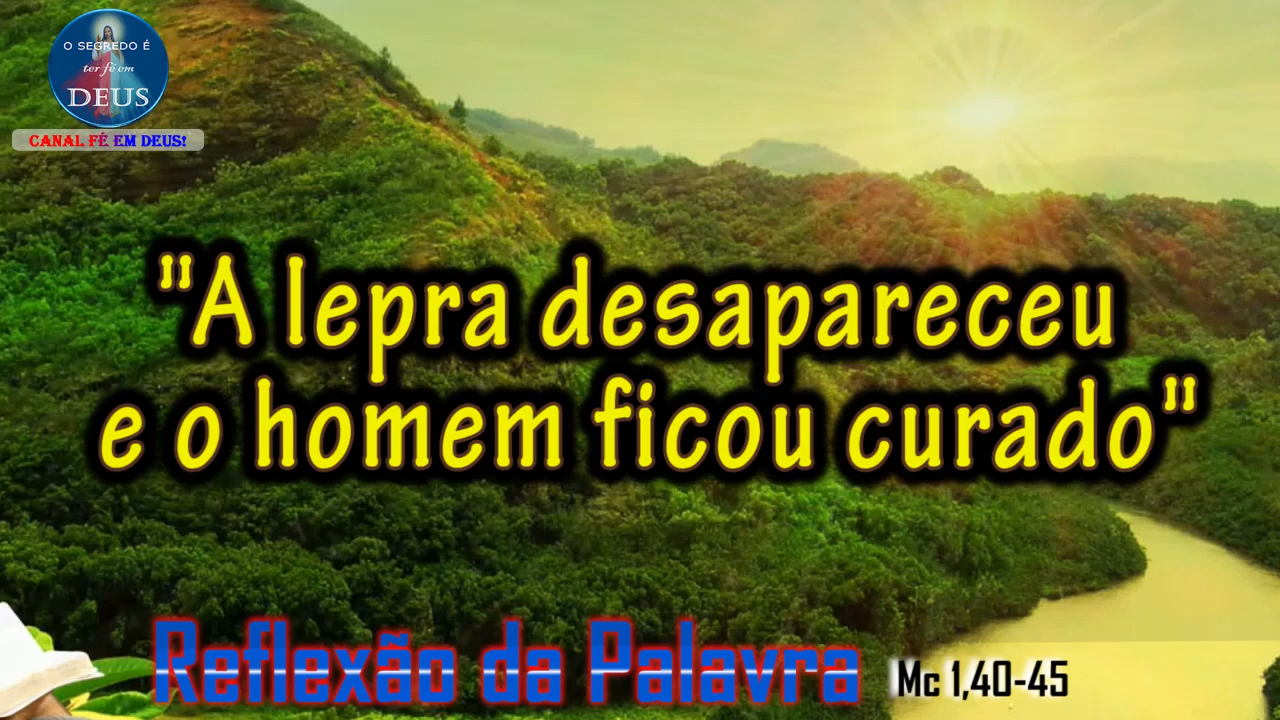 O SEGREDO É
ter fé em
DEUS
CANAL FÉ EM DEUS!
"A lepra desapareceu
e o homem ficou curado"
Reflexão da Palavra
Mc 1,40-45